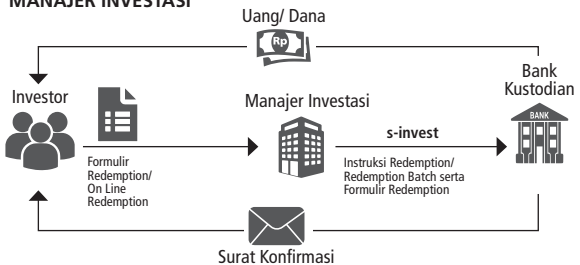 MANAJER INVESTASI
Uang/ Dana
Rp
Investor
Manajer Investasi
Bank
Kustodian
BANK
s-invest
Formulir
Redemption/
On Line
Redemption
Instruksi Redemption/
Redemption Batch serta
Formulir Redemption
Surat Konfirmasi